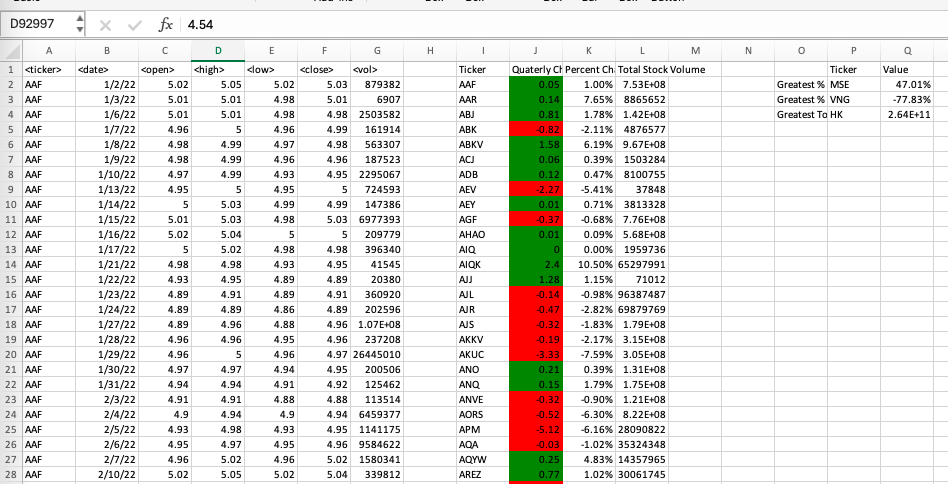 D92997 fx 4.54
A B C D E F G H I J K L M N O P Q
1 <ticker> <date> <open> <high> <low> <close> <vol> Ticker Quaterly Ch Percent Ch Total Stock Volume Ticker Value
2 AAF 1/2/22 5.02 5.05 5.02 5.03 879382 AAF 0.05 1.00% 7.53E+08 Greatest % MSE 47.01%
3 AAF 1/3/22 5.01 5.01 4.98 5.01 6907 AAR 0.14 7.65% 8865652 Greatest % VNG -77.83%
4 AAF 1/6/22 5.01 5.01 4.98 4.98 2503582 ABJ 0.81 1.78% 1.42E+08 Greatest To HK 2.64E+11
5 AAF 1/7/22 4.96 5 4.96 4.99 161914 ABK -0.82 -2.11% 4876577
6 AAF 1/8/22 4.98 4.99 4.97 4.98 563307 ABKV 1.58 6.19% 9.67E+08
7 AAF 1/9/22 4.98 4.99 4.96 4.96 187523 ACJ 0.06 0.39% 1503284
8 AAF 1/10/22 4.97 4.99 4.93 4.95 2295067 ADB 0.12 0.47% 8100755
9 AAF 1/13/22 4.95 5 4.95 5 724593 AEV -2.27 -5.41% 37848
10 AAF 1/14/22 5 5.03 4.99 4.99 147386 AEY 0.01 0.71% 3813328
11 AAF 1/15/22 5.01 5.03 4.98 5.03 6977393 AGF -0.37 -0.68% 7.76E+08
12 AAF 1/16/22 5.02 5.04 5 5 209779 AHAO 0.01 0.09% 5.68E+08
13 AAF 1/17/22 5 5.02 4.98 4.98 396340 AIQ 0 0.00% 1959736
14 AAF 1/21/22 4.98 4.98 4.93 4.95 41545 AIQK 2.4 10.50% 65297991
15 AAF 1/22/22 4.93 4.95 4.89 4.89 20380 AJJ 1.28 1.15% 71012
16 AAF 1/23/22 4.89 4.91 4.89 4.91 360920 AJL -0.14 -0.98% 96387487
17 AAF 1/24/22 4.89 4.89 4.86 4.89 202596 AJR -0.47 -2.82% 69879769
18 AAF 1/27/22 4.89 4.96 4.88 4.96 1.07E+08 AJS -0.32 -1.83% 1.79E+08
19 AAF 1/28/22 4.96 4.96 4.95 4.96 237208 AKKV -0.19 -2.17% 3.15E+08
20 AAF 1/29/22 4.96 5 4.96 4.97 26445010 AKUC -3.33 -7.59% 3.05E+08
21 AAF 1/30/22 4.97 4.97 4.94 4.95 200506 ANO 0.21 0.39% 1.31E+08
22 AAF 1/31/22 4.94 4.94 4.91 4.92 125462 ANQ 0.15 1.79% 1.75E+08
23 AAF 2/3/22 4.91 4.91 4.88 4.88 113514 ANVE -0.32 -0.90% 1.21E+08
24 AAF 2/4/22 4.9 4.94 4.9 4.94 6459377 AORS -0.52 -6.30% 8.22E+08
25 AAF 2/5/22 4.93 4.98 4.93 4.95 1141175 APM -5.12 -6.16% 28090822
26 AAF 2/6/22 4.95 4.97 4.95 4.96 9584622 AQA -0.03 -1.02% 35324348
27 AAF 2/7/22 4.96 5.02 4.96 5.02 1580341 AQYW 0.25 4.83% 14357965
28 AAF 2/10/22 5.02 5.05 5.02 5.04 339812 AREZ 0.77 1.02% 30061745